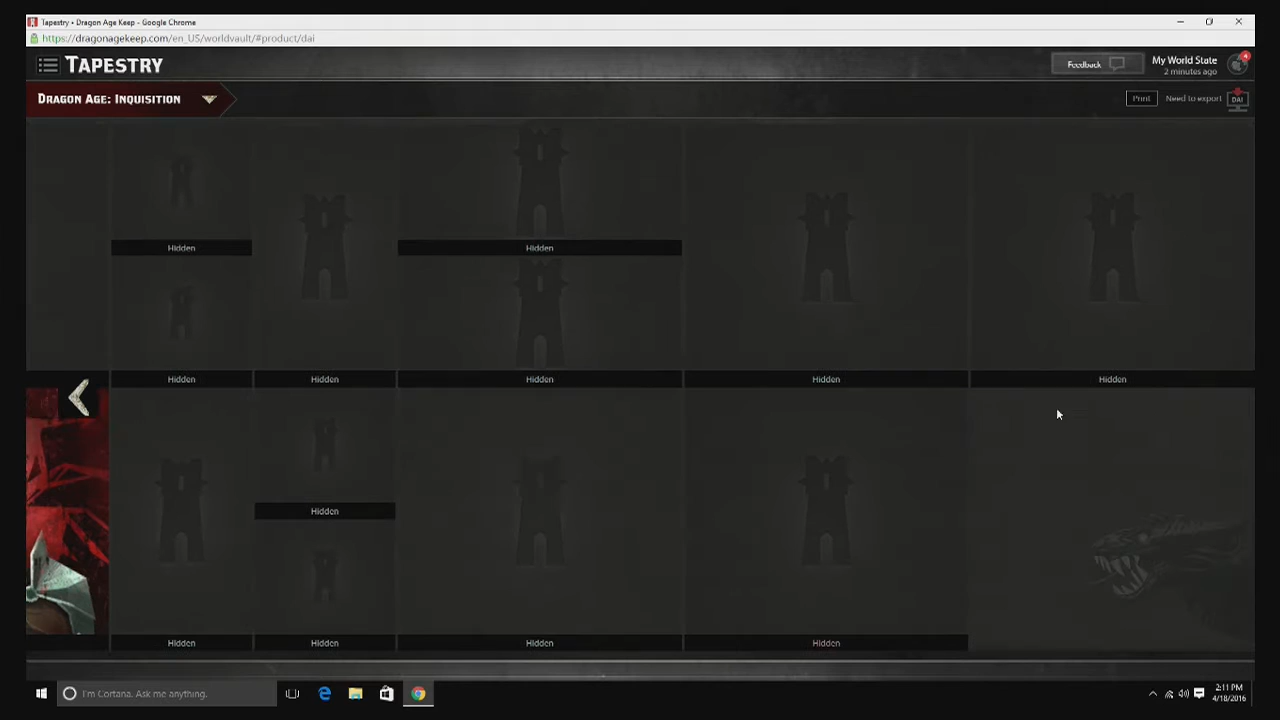 Tapestry • Dragon Age Keep - Google Chrome
https://dragonagekeep.com/en_US/worldvault/#product/dai
TAPESTRY
Feedback
My World State
2 minutes ago
4
DRAGON AGE: INQUISITION
Print
Need to export
DAI
Hidden
Hidden
Hidden
Hidden
Hidden
Hidden
Hidden
Hidden
Hidden
Hidden
Hidden
Hidden
I'm Cortana. Ask me anything.
2:11 PM
4/18/2016